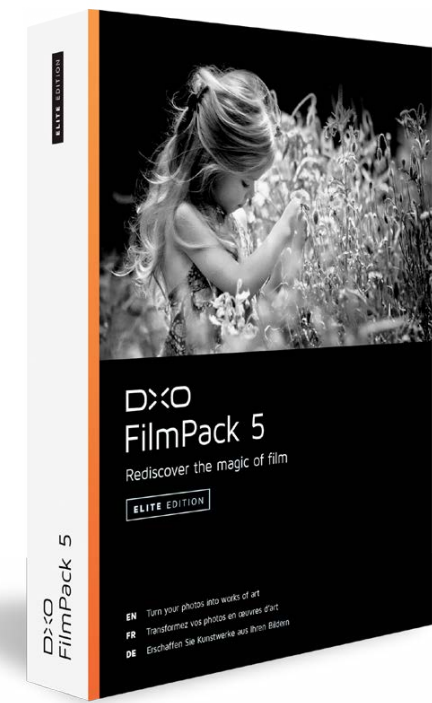 ELITE EDITION
DXO
FilmPack 5
DXO
FilmPack 5
Rediscover the magic of film
ELITE EDITION
EN Turn your photos into works of art
FR Transformez vos photos en œuvres d'art
DE Erschaffen Sie Kunstwerke aus Ihren Bildern